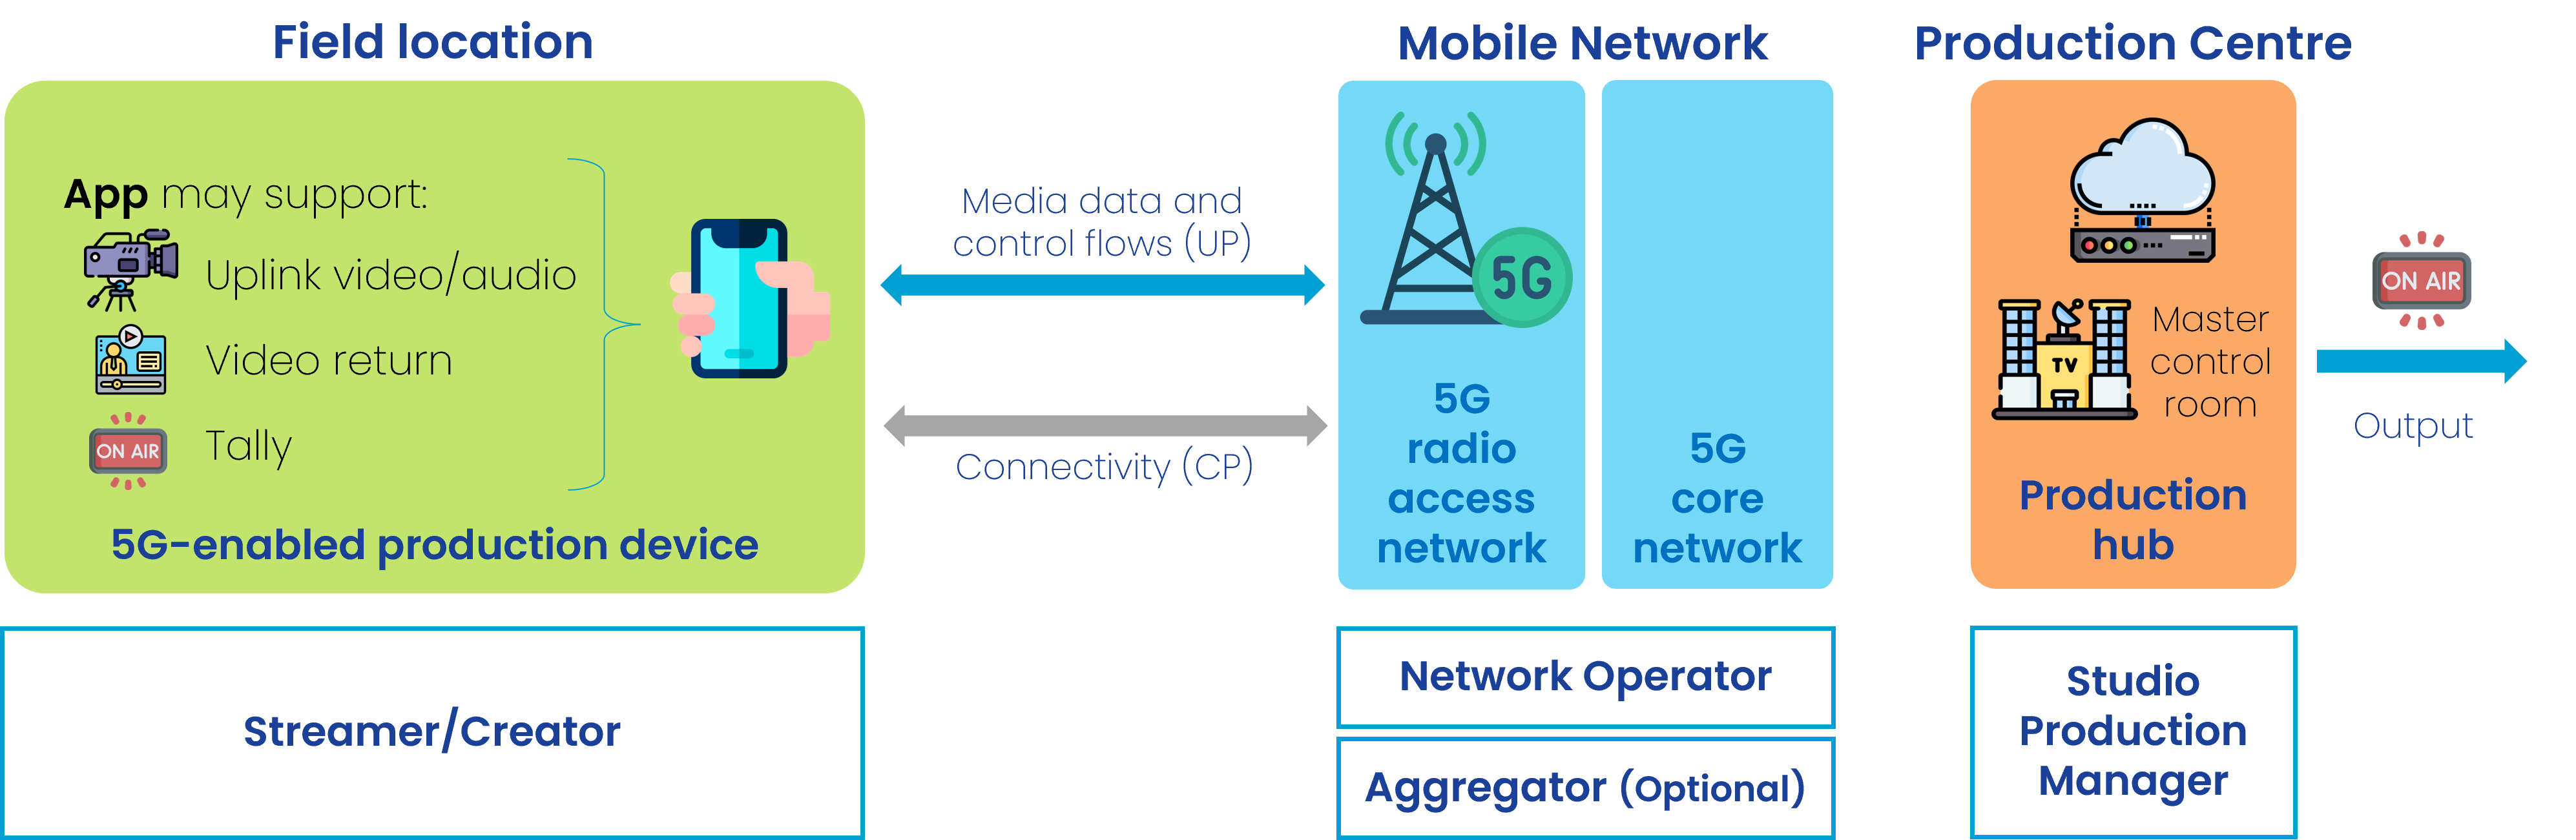 Field location
App may support:
Uplink video/audio
Video return
ON AIR
Tally
5G-enabled production device
Streamer/Creator
Media data and
control flows (UP)
Connectivity (CP)
Mobile Network
5G
5G
radio
access
network
5G
core
network
Network Operator
Aggregator (Optional)
Production Centre
TV
Master
control
room
Production
hub
Studio
Production
Manager
ON AIR
Output